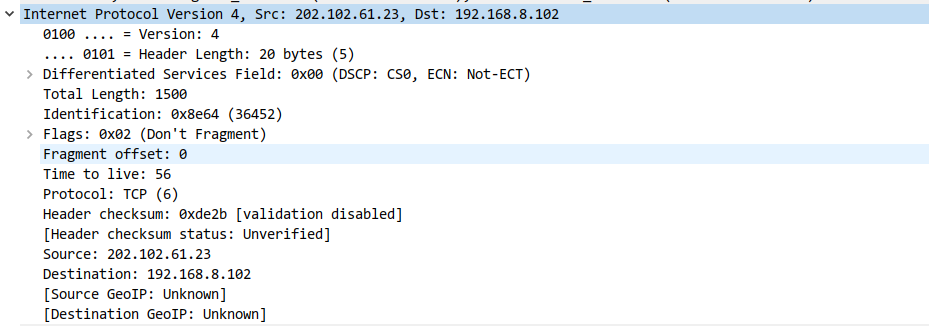 Internet Protocol Version 4, Src: 202.102.61.23, Dst: 192.168.8.102
0100 .... = Version: 4
.... 0101 = Header Length: 20 bytes (5)
Differentiated Services Field: 0x00 (DSCP: CS0, ECN: Not-ECT)
Total Length: 1500
Identification: 0x8e64 (36452)
Flags: 0x02 (Don't Fragment)
Fragment offset: 0
Time to live: 56
Protocol: TCP (6)
Header checksum: 0xde2b [validation disabled]
[Header checksum status: Unverified]
Source: 202.102.61.23
Destination: 192.168.8.102
[Source GeoIP: Unknown]
[Destination GeoIP: Unknown]